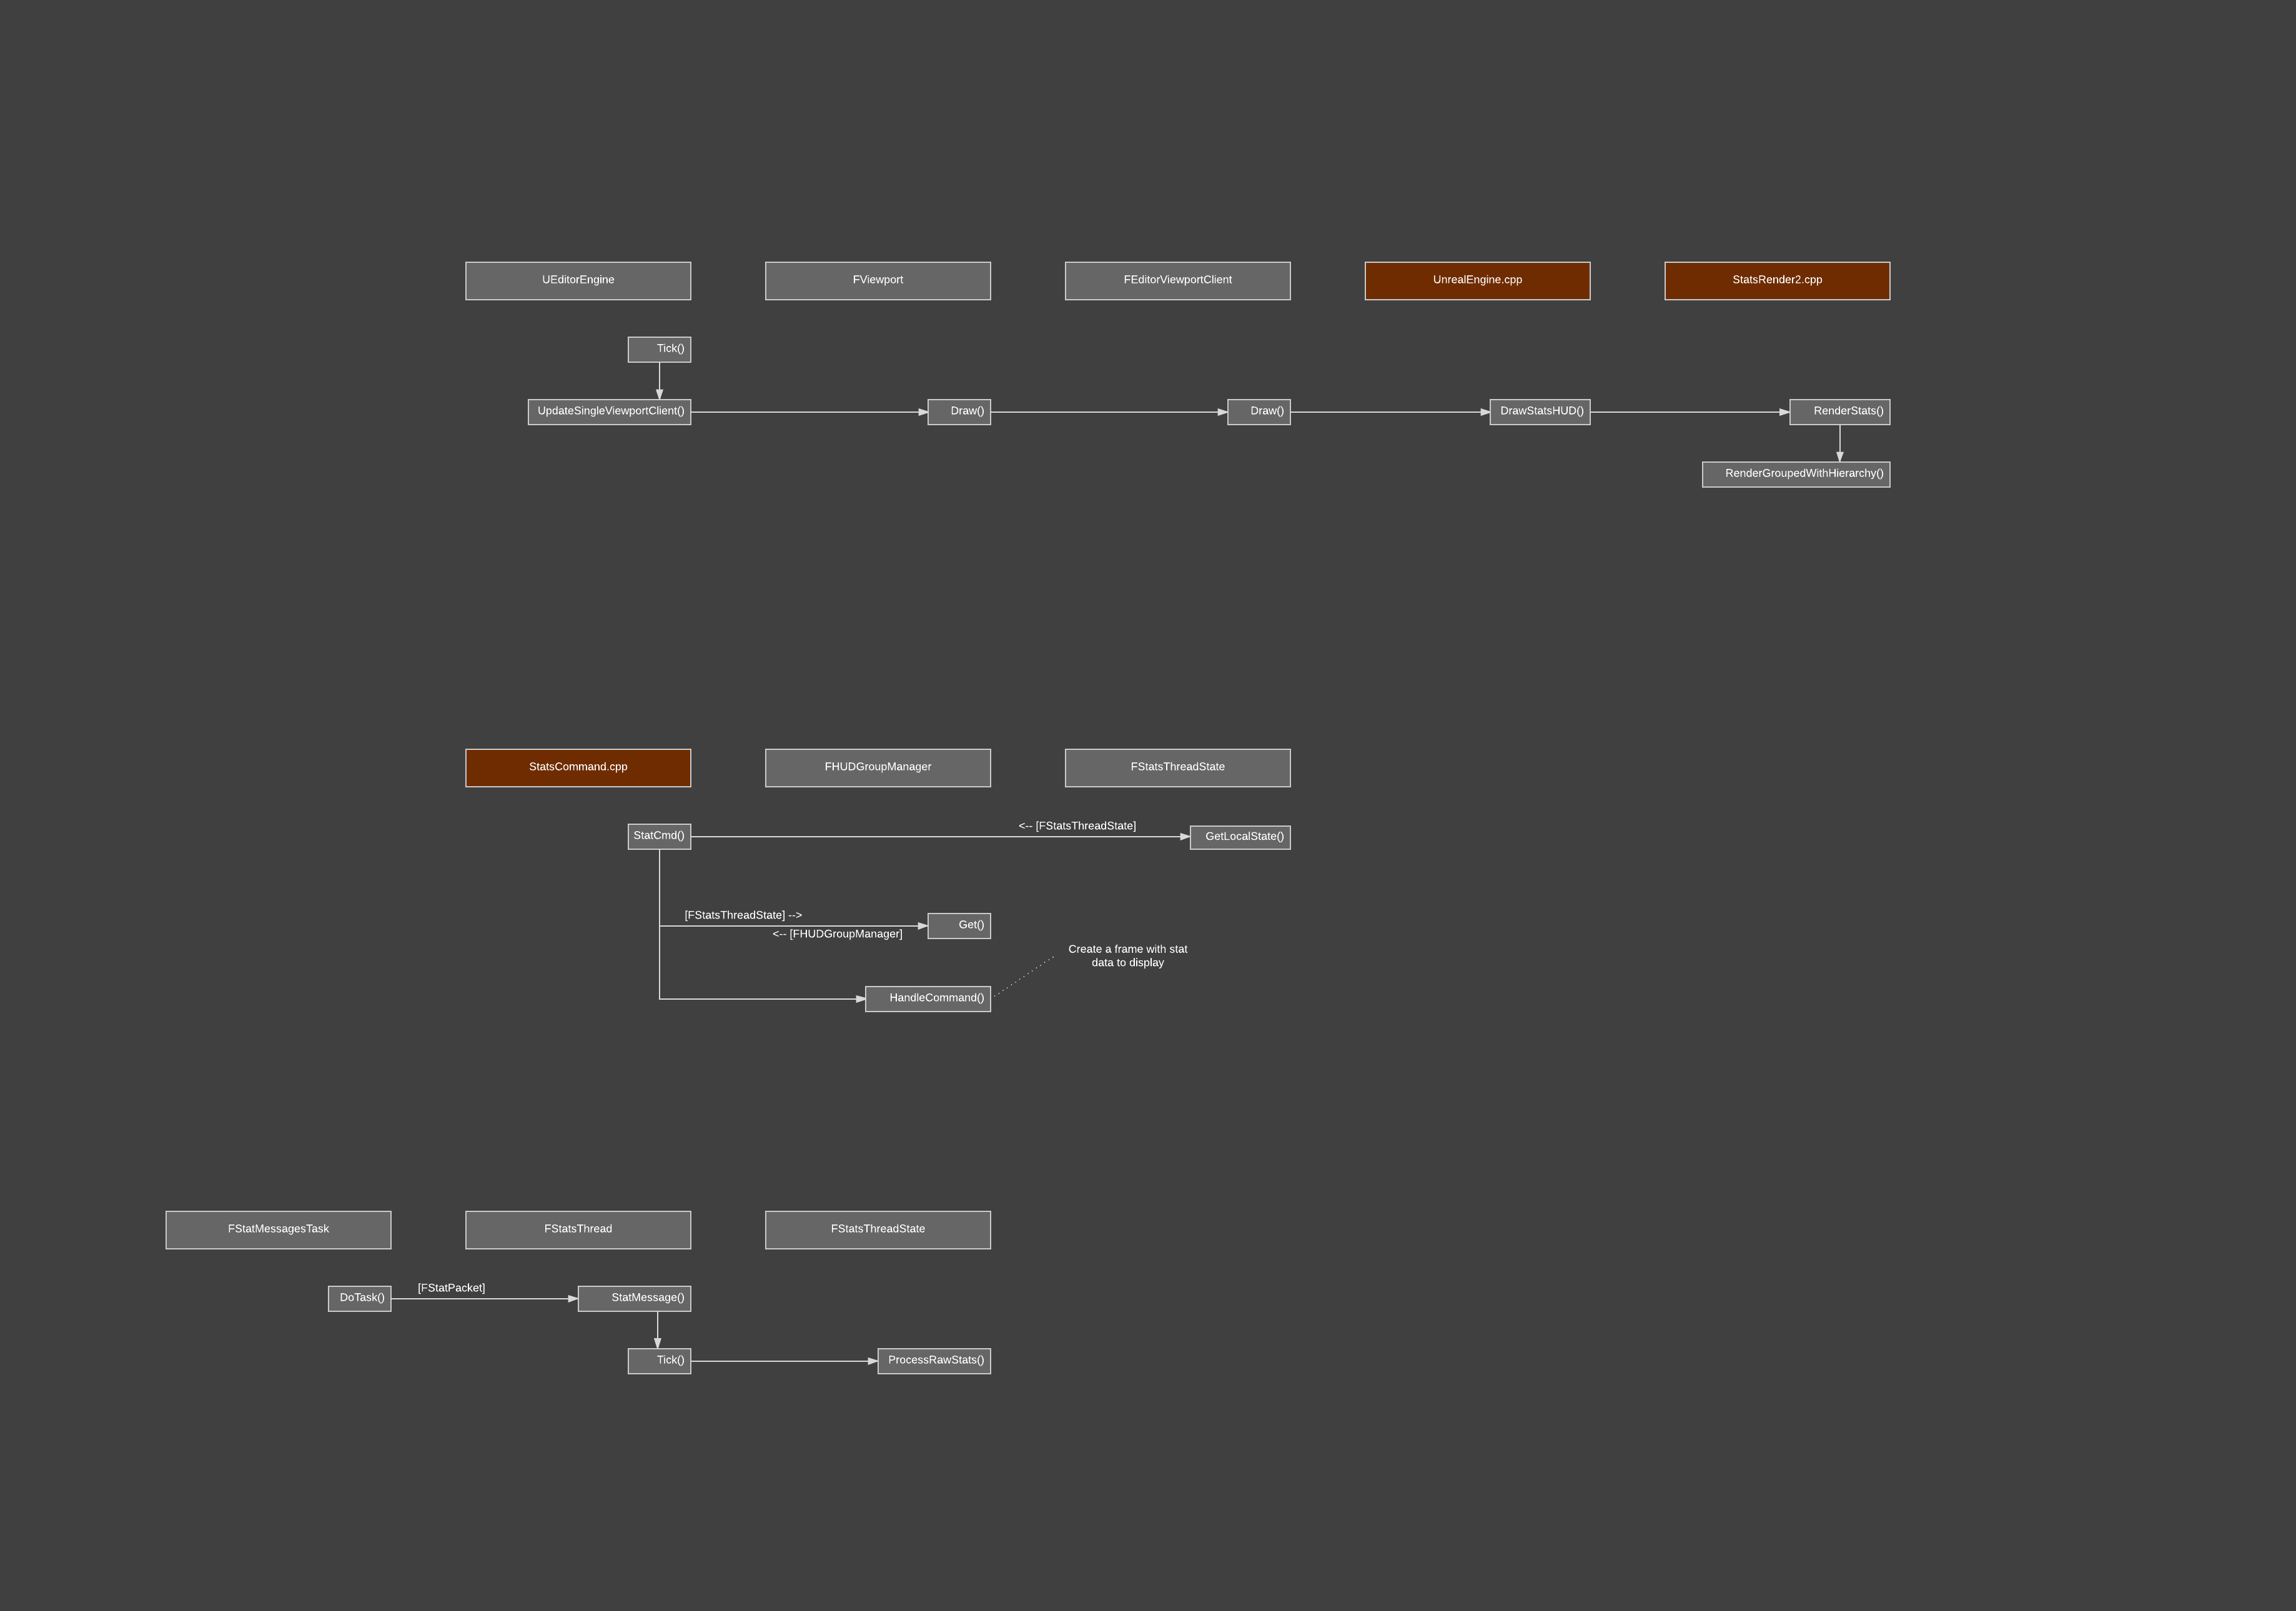 UEditorEngine
FViewport
FEditorViewportClient
UnrealEngine.cpp
StatsRender2.cpp
Tick()
UpdateSingleViewportClient()
Draw()
Draw()
DrawStatsHUD()
RenderStats()
RenderGroupedWithHierarchy()
StatsCommand.cpp
FHUDGroupManager
FStatsThreadState
StatCmd()
<-- [FStatsThreadState]
GetLocalState()
[FStatsThreadState] -->
<-- [FHUDGroupManager]
Get()
Create a frame with stat
data to display
HandleCommand()
FStatMessagesTask
FStatsThread
FStatsThreadState
DoTask()
[FStatPacket]
StatMessage()
Tick()
ProcessRawStats()